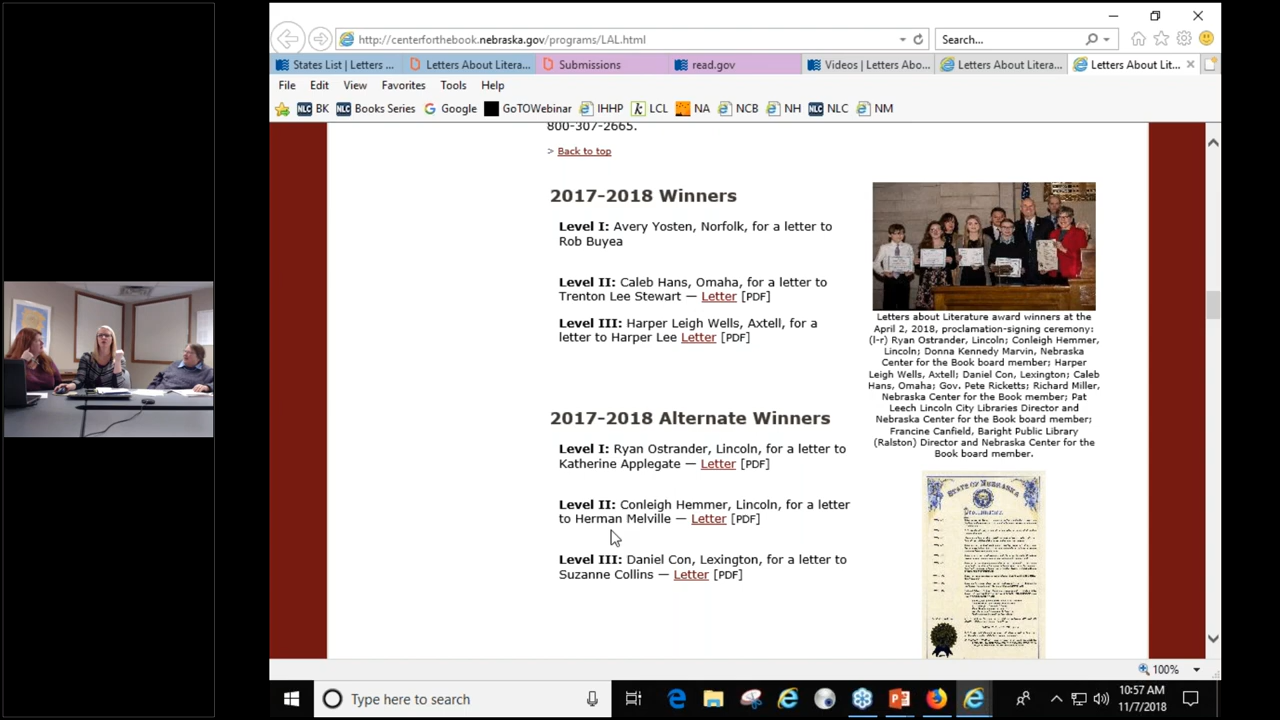 http://centerforthebook.nebraska.gov/programs/LAL.html
Search...
States List | Letters ...
Letters About Litera...
Submissions
read.gov
Videos | Letters Abo...
Letters About Litera...
Letters About Lit...
File Edit View Favorites Tools Help
NLC BK
NLC Books Series
G Google
GoTOWebinar
IHHP
k LCL
NA
NCB
NH
NLC NLC
NM
800-307-2665.
> Back to top
2017-2018 Winners
Level I: Avery Yosten, Norfolk, for a letter to
Rob Buyea
Level II: Caleb Hans, Omaha, for a letter to
Trenton Lee Stewart — Letter [PDF]
Level III: Harper Leigh Wells, Axtell, for a
letter to Harper Lee Letter [PDF]
2017-2018 Alternate Winners
Level I: Ryan Ostrander, Lincoln, for a letter to
Katherine Applegate — Letter [PDF]
Level II: Conleigh Hemmer, Lincoln, for a letter
to Herman Melville — Letter [PDF]
Level III: Daniel Con, Lexington, for a letter to
Suzanne Collins — Letter [PDF]
Letters about Literature award winners at the
April 2, 2018, proclamation-signing ceremony:
(l-r) Ryan Ostrander, Lincoln; Conleigh Hemmer,
Lincoln; Donna Kennedy Marvin, Nebraska
Center for the Book board member; Harper
Leigh Wells, Axtell; Daniel Con, Lexington; Caleb
Hans, Omaha; Gov. Pete Ricketts; Richard Miller,
Nebraska Center for the Book member; Pat
Leech Lincoln City Libraries Director and
Nebraska Center for the Book board member;
Francine Canfield, Baright Public Library
(Ralston) Director and Nebraska Center for the
Book board member.
STATE OF NEBRASKA
100%
Type here to search
10:57 AM
11/7/2018